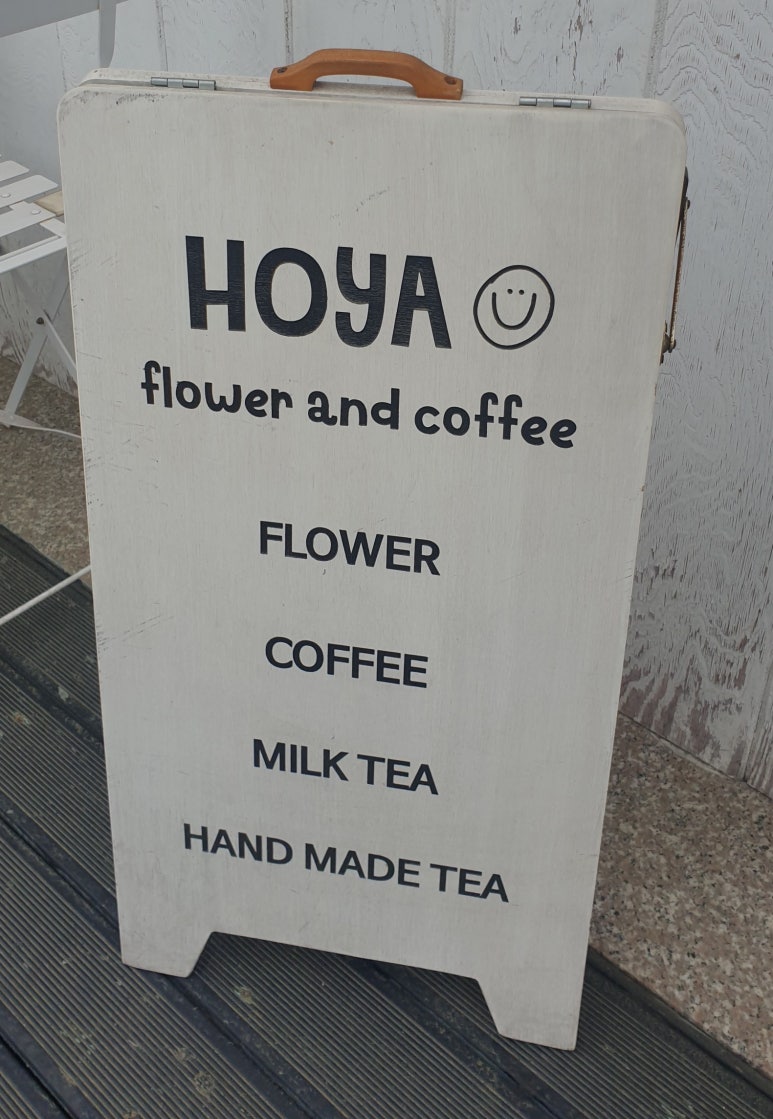 HOYA
flower and coffee
FLOWER
COFFEE
MILK TEA
HAND MADE TEA